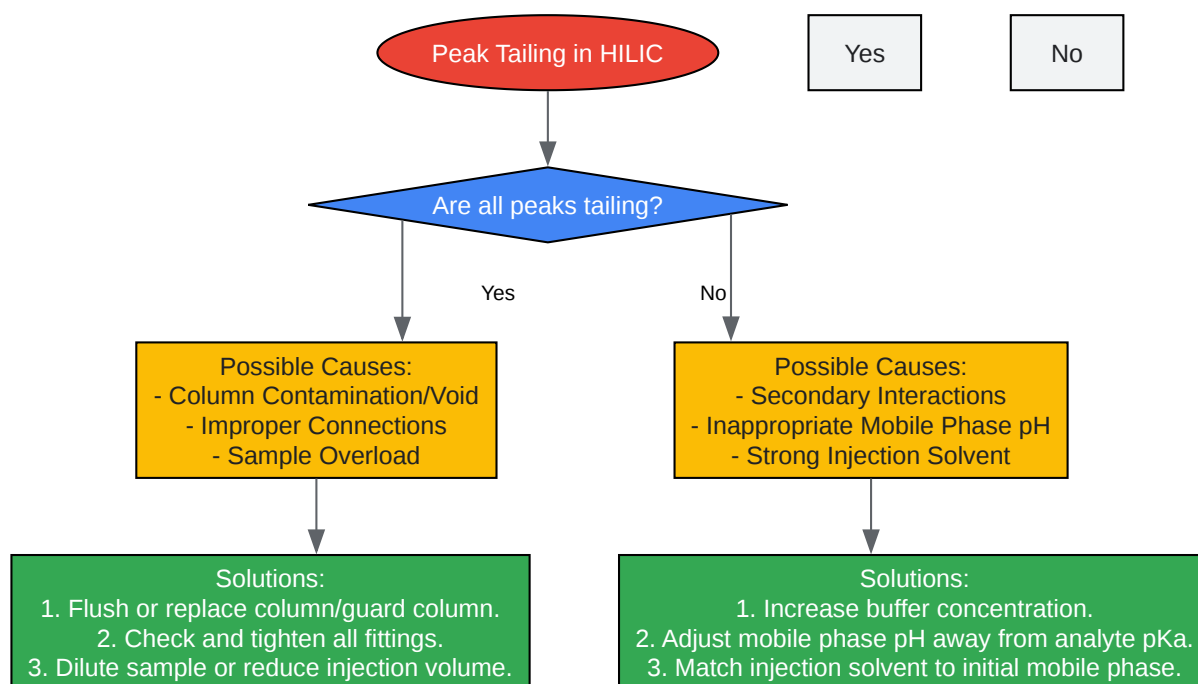 Peak Tailing in HILIC
Yes
No
Are all peaks tailing?
Yes
No
Possible Causes:
- Column Contamination/Void
- Improper Connections
- Sample Overload
Possible Causes:
- Secondary Interactions
- Inappropriate Mobile Phase pH
- Strong Injection Solvent
Solutions:
1. Flush or replace column/guard column.
2. Check and tighten all fittings.
3. Dilute sample or reduce injection volume.
Solutions:
1. Increase buffer concentration.
2. Adjust mobile phase pH away from analyte pKa.
3. Match injection solvent to initial mobile phase.